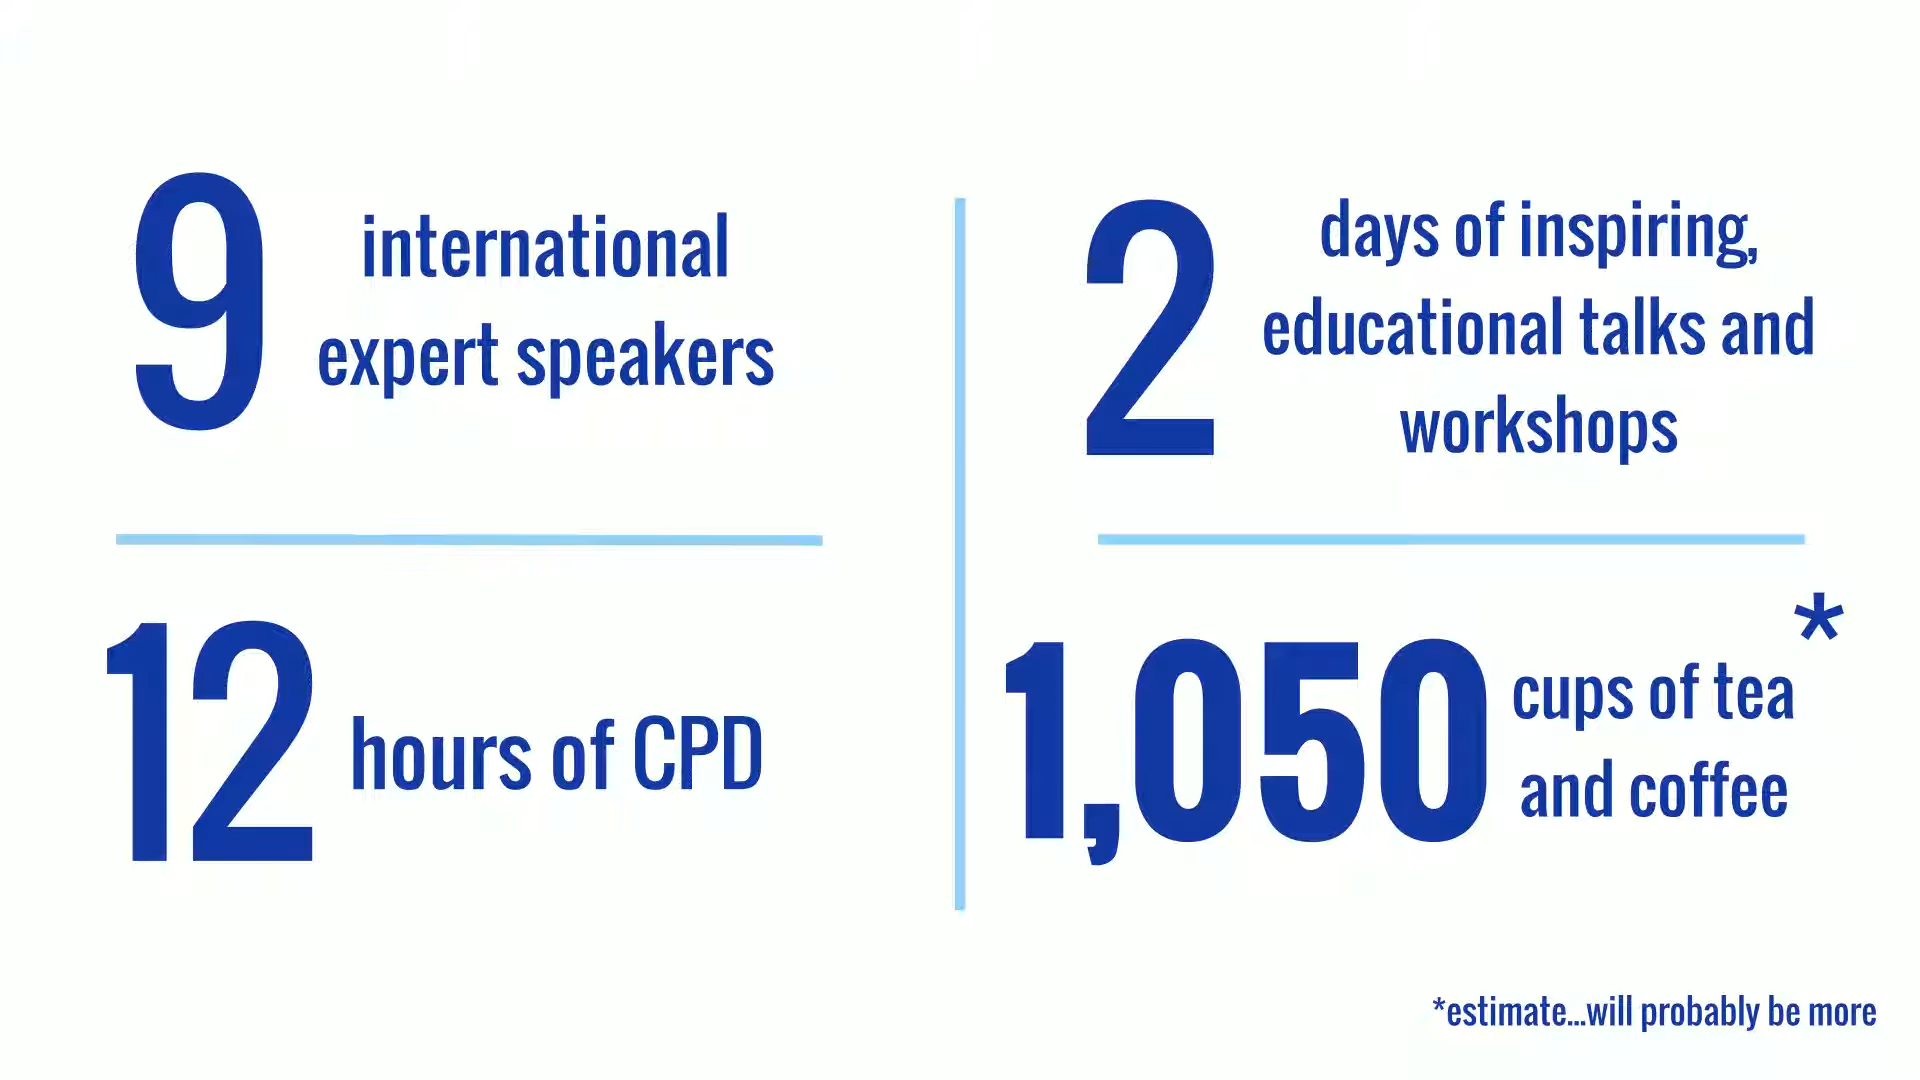 9
international
expert speakers
2
days of inspiring,
educational talks and
workshops
12
hours of CPD
1,050
cups of tea*
and coffee
*estimate...will probably be more